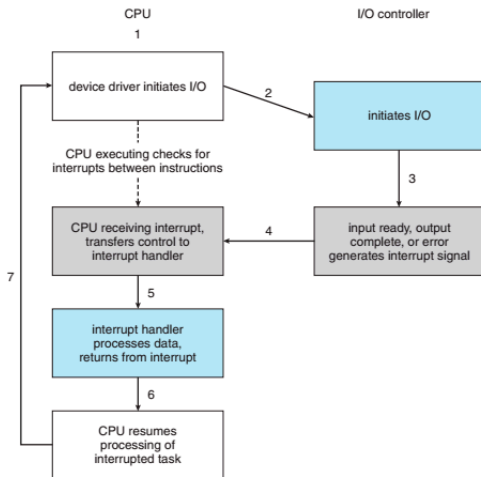 CPU
I/O controller
1
device driver initiates I/O
2
initiates I/O
CPU executing checks for
interrupts between instructions
3
CPU receiving interrupt,
transfers control to
interrupt handler
4
input ready, output
complete, or error
generates interrupt signal
7
5
interrupt handler
processes data,
returns from interrupt
6
CPU resumes
processing of
interrupted task